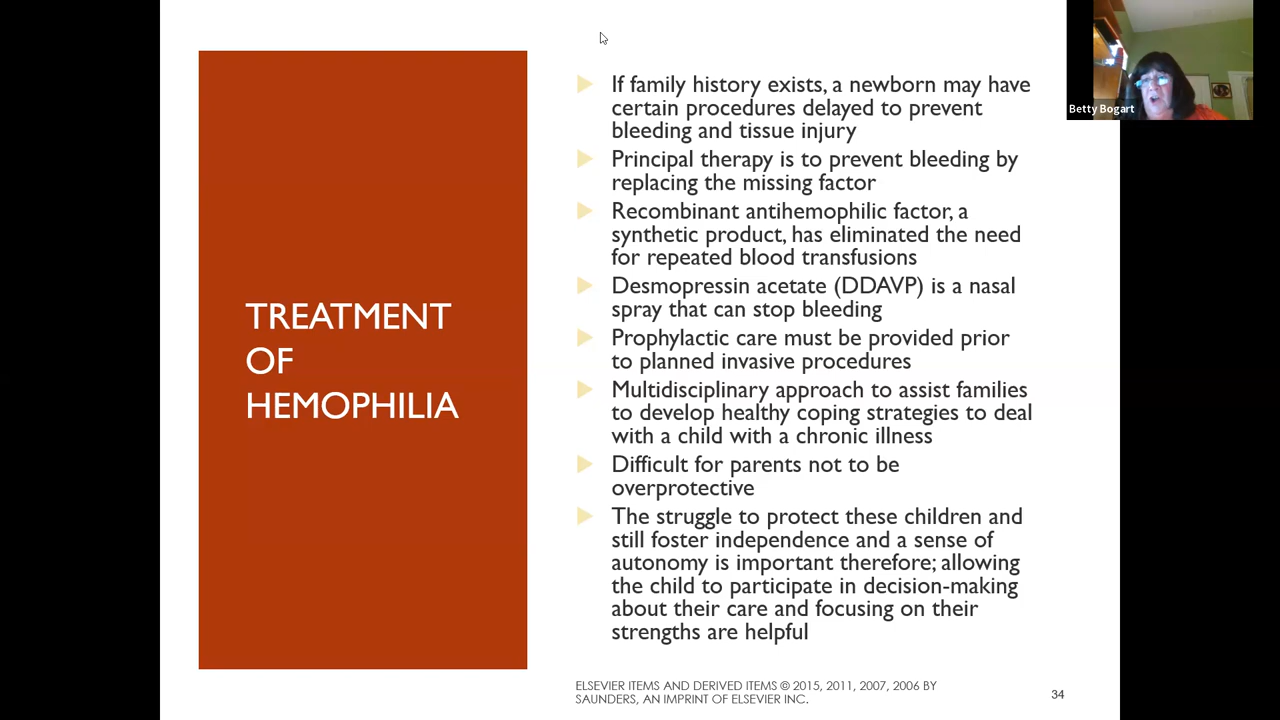 TREATMENT
OF
HEMOPHILIA
If family history exists, a newborn may have
certain procedures delayed to prevent
bleeding and tissue injury
Principal therapy is to prevent bleeding by
replacing the missing factor
Recombinant antihemophilic factor, a
synthetic product, has eliminated the need
for repeated blood transfusions
Desmopressin acetate (DDAVP) is a nasal
spray that can stop bleeding
Prophylactic care must be provided prior
to planned invasive procedures
Multidisciplinary approach to assist families
to develop healthy coping strategies to deal
with a child with a chronic illness
Difficult for parents not to be
overprotective
The struggle to protect these children and
still foster independence and a sense of
autonomy is important therefore; allowing
the child to participate in decision-making
about their care and focusing on their
strengths are helpful
ELSEVIER ITEMS AND DERIVED ITEMS © 2015, 2011, 2007, 2006 BY
SAUNDERS, AN IMPRINT OF ELSEVIER INC.
34
Betty Bogart